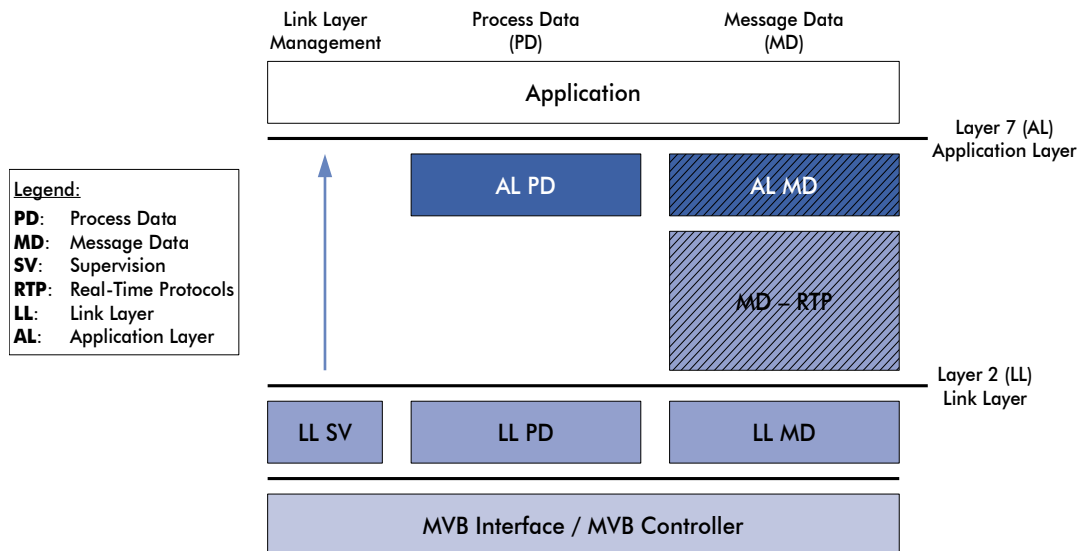 Link Layer
Management
Process Data
(PD)
Message Data
(MD)
Application
Layer 7 (AL)
Application Layer
AL PD
AL MD
Legend:
PD: Process Data
MD: Message Data
SV: Supervision
RTP: Real-Time Protocols
LL: Link Layer
AL: Application Layer
MD – RTP
Layer 2 (LL)
Link Layer
LL SV
LL PD
LL MD
MVB Interface / MVB Controller